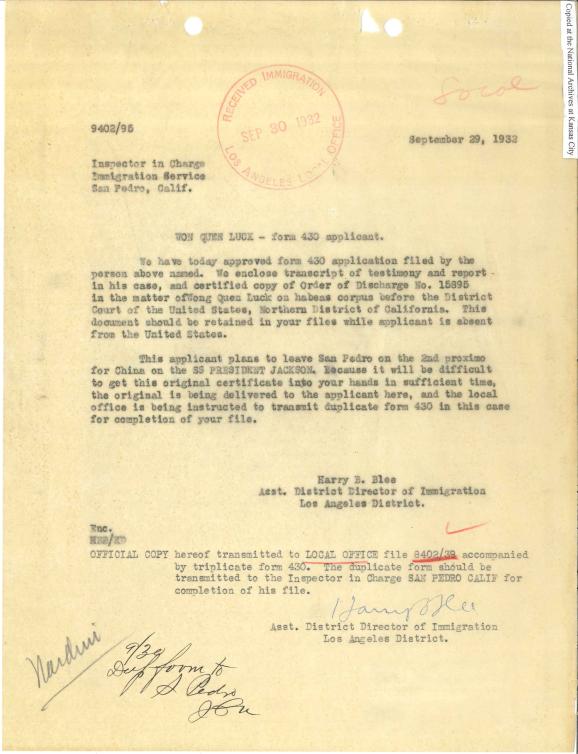 Copied at the National Archives at Kansas City
RECEIVED IMMIGRATION
SEP 30 1932
LOS ANGELES LOCAL OFFICE
Local
9402/95
September 29, 1932
Inspector in Charge
Immigration Service
San Pedro, Calif.
WON QUEN LUCK - form 430 applicant.
We have today approved form 430 application filed by the
person above named. We enclose transcript of testimony and report
in his case, and certified copy of Order of Discharge No. 15895
in the matter ofWong Quen Luck on habeas corpus before the District
Court of the United States, Northern District of California. This
document should be retained in your files while applicant is absent
from the United States.
This applicant plans to leave San Pedro on the 2nd proximo
for China on the SS PRESIDENT JACKSON. Because it will be difficult
to get this original certificate into your hands in sufficient time,
the original is being delivered to the applicant here, and the local
office is being instructed to transmit duplicate form 430 in this case
for completion of your file.
Harry B. Blee
Asst. District Director of Immigration
Los Angeles District.
Enc.
OFFICIAL COPY hereof transmitted to LOCAL OFFICE file 8402/39 accompanied
by triplicate form 430. The duplicate form should be
transmitted to the Inspector in Charge SAN PEDRO CALIF for
completion of his file.
Harry B Blee
Asst. District Director of Immigration
Los Angeles District.
Nardini
9/30
Dup form to
S. Pedro